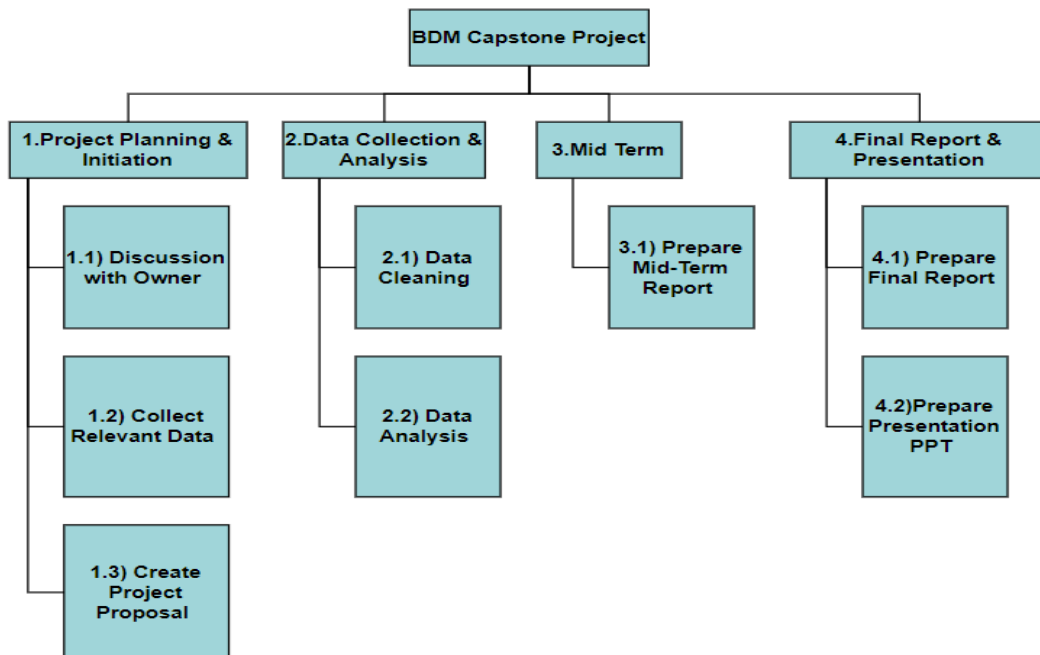 BDM Capstone Project
1.Project Planning &
Initiation
2.Data Collection &
Analysis
3.Mid Term
4.Final Report &
Presentation
1.1) Discussion
with Owner
2.1) Data
Cleaning
3.1) Prepare
Mid-Term
Report
4.1) Prepare
Final Report
1.2) Collect
Relevant Data
2.2) Data
Analysis
4.2)Prepare
Presentation
PPT
1.3) Create
Project
Proposal